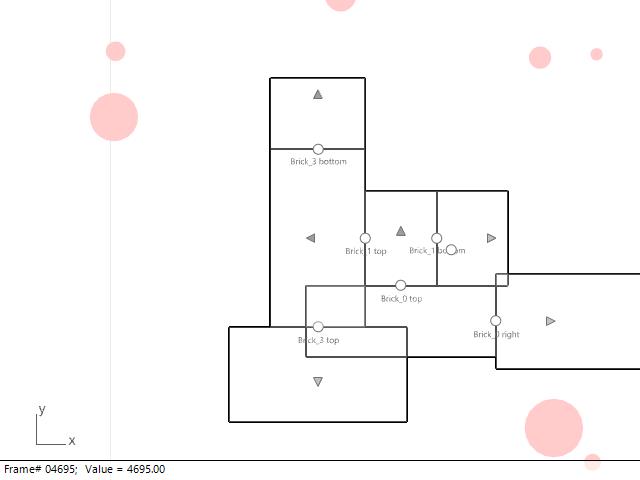 Brick_3 bottom
Brick_1 top
Brick_1 bottom
Brick_0 top
Brick_0 right
Brick_3 top
y
x
Frame# 04695; Value = 4695.00